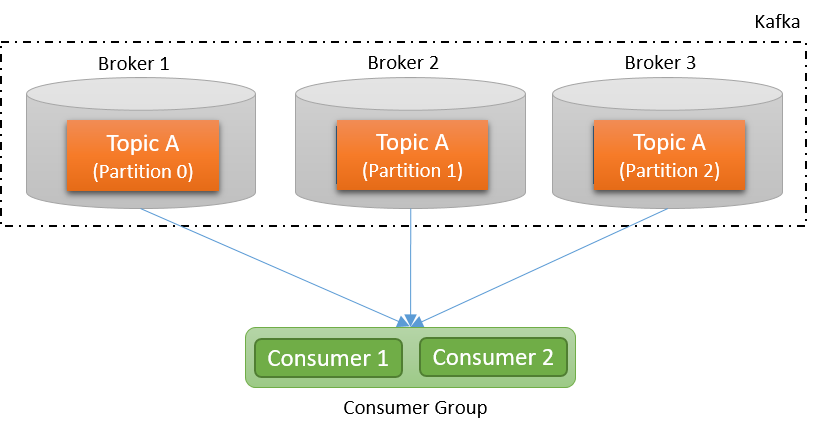 Kafka
Broker 1
Broker 2
Broker 3
Topic A
(Partition 0)
Topic A
(Partition 1)
Topic A
(Partition 2)
Consumer 1
Consumer 2
Consumer Group